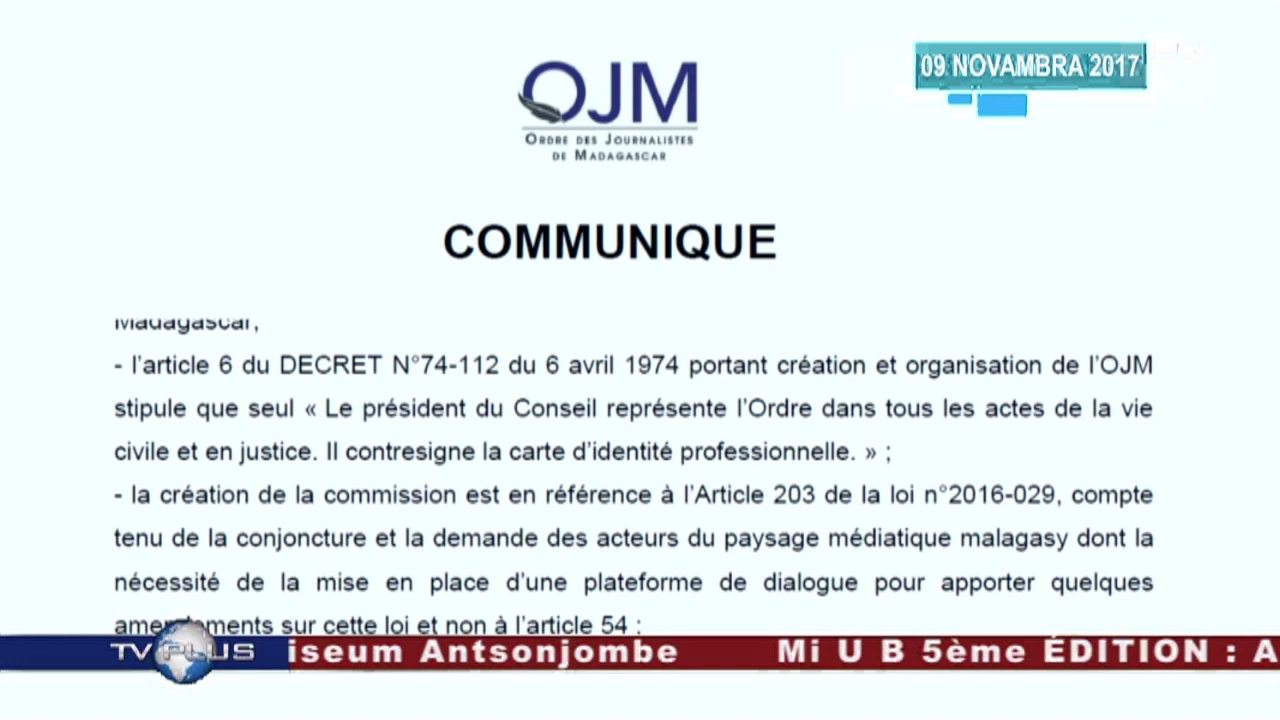 09 NOVAMBRA 2017
OJM
ORDRE DES JOURNALISTES
DE MADAGASCAR
COMMUNIQUE
Madagascar,
- l'article 6 du DECRET N°74-112 du 6 avril 1974 portant création et organisation de l'OJM
stipule que seul « Le président du Conseil représente l'Ordre dans tous les actes de la vie
civile et en justice. Il contresigne la carte d'identité professionnelle. » ;
- la création de la commission est en référence à l'Article 203 de la loi n°2016-029, compte
tenu de la conjoncture et la demande des acteurs du paysage médiatique malagasy dont la
nécessité de la mise en place d'une plateforme de dialogue pour apporter quelques
amendements sur cette loi et non à l'article 54 :
TV PLUS
iseum Antsonjombe Mi U B 5ème ÉDITION : A